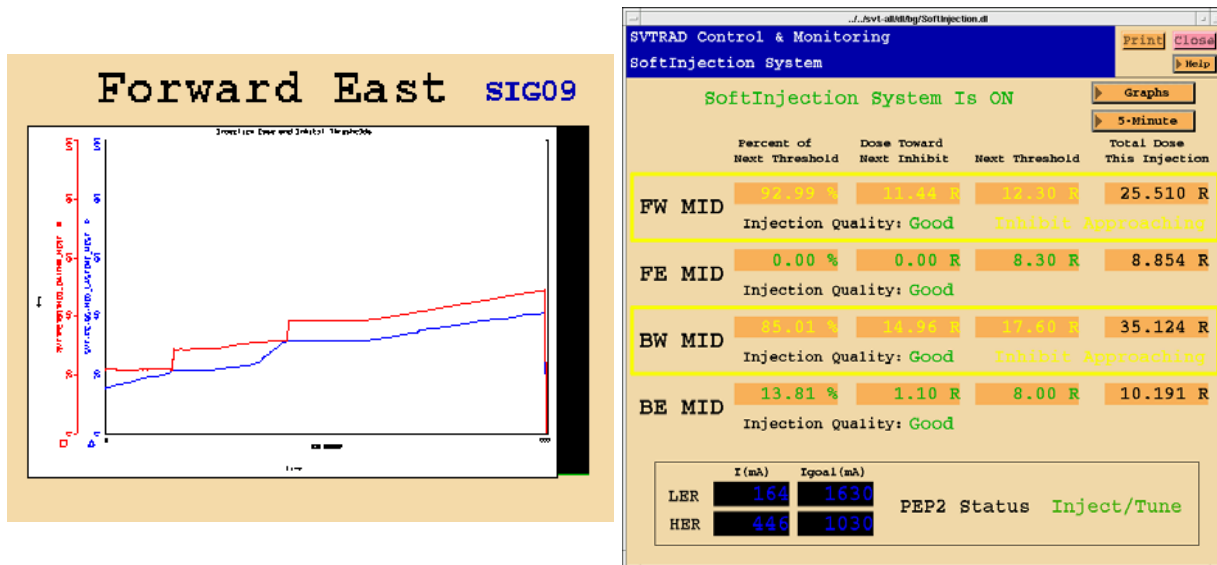 Forward East SIG09
Injection Dose and Inhibit Thresholds
../../svt-all/dl/bg/SoftInjection.dl
SVTRAD Control & Monitoring
SoftInjection System
Print Close
Help
SoftInjection System Is ON
Graphs
5-Minute
Percent of Next Threshold Dose Toward Next Inhibit Next Threshold Total Dose This Injection
FW MID 92.99 % 11.44 R 12.30 R 25.510 R
Injection Quality: Good Inhibit Approaching
FE MID 0.00 % 0.00 R 8.30 R 8.854 R
Injection Quality: Good
BW MID 85.01 % 14.96 R 17.60 R 35.124 R
Injection Quality: Good Inhibit Approaching
BE MID 13.81 % 1.10 R 8.00 R 10.191 R
Injection Quality: Good
I(mA) Igoal(mA)
LER 164 1630
HER 446 1030
PEP2 Status Inject/Tune